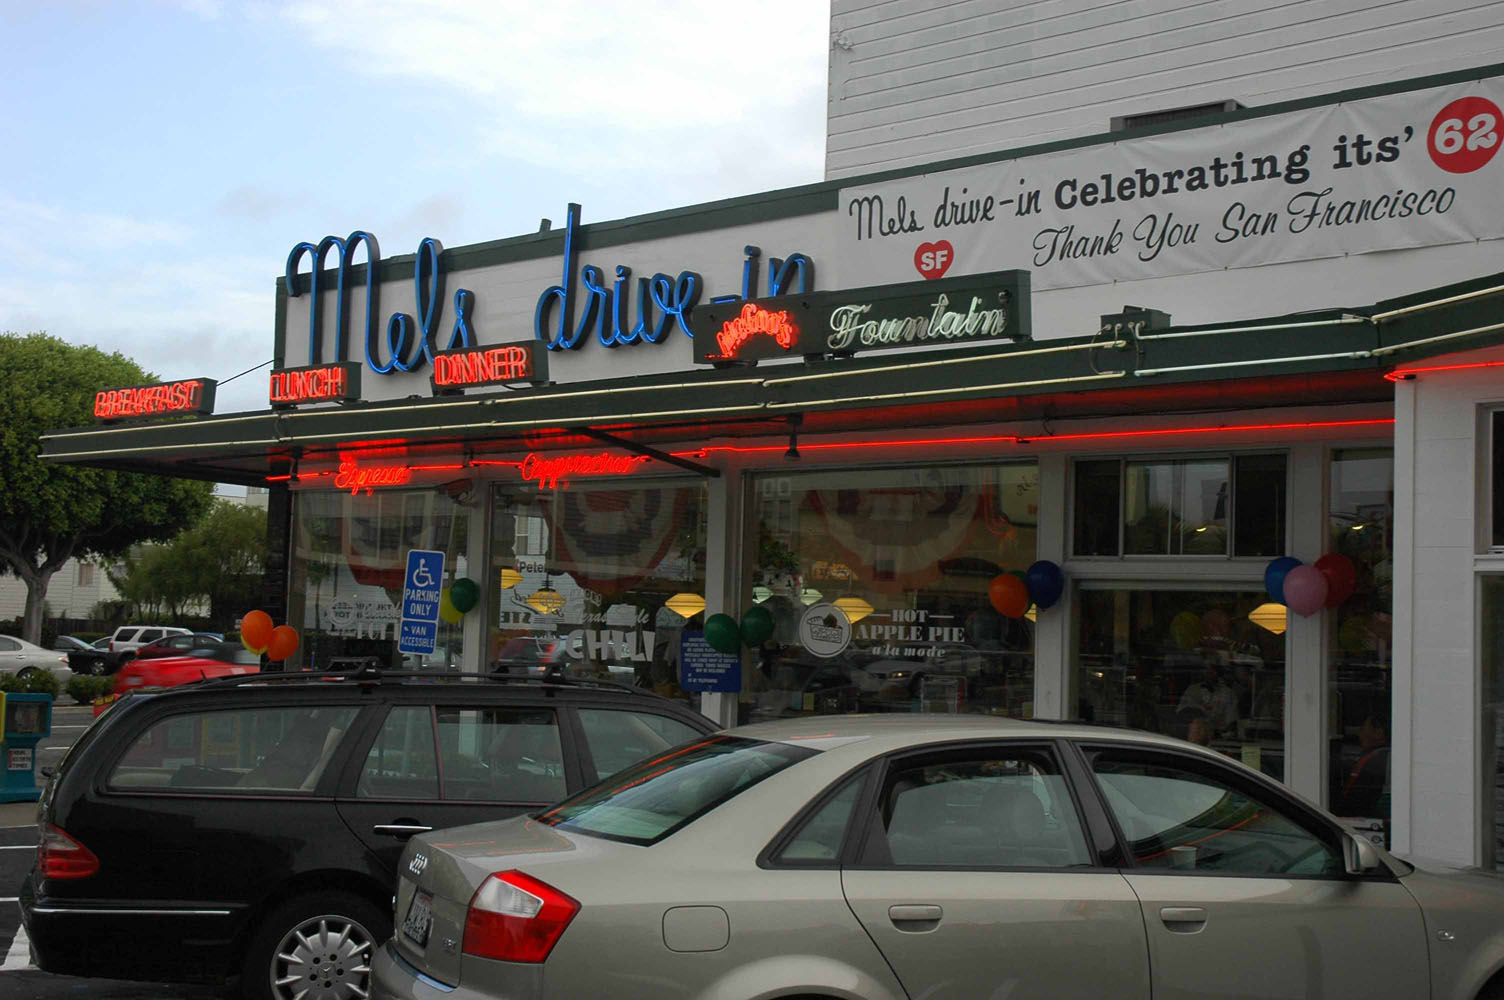 Mels drive-in Celebrating its' 62
SF
Thank You San Francisco
Mels drive-in
Fountain
BREAKFAST
LUNCH
DINNER
Espresso
Cappuccino
PARKING
ONLY
VAN
ACCESSIBLE
CHILI
HOT
APPLE PIE
a la mode